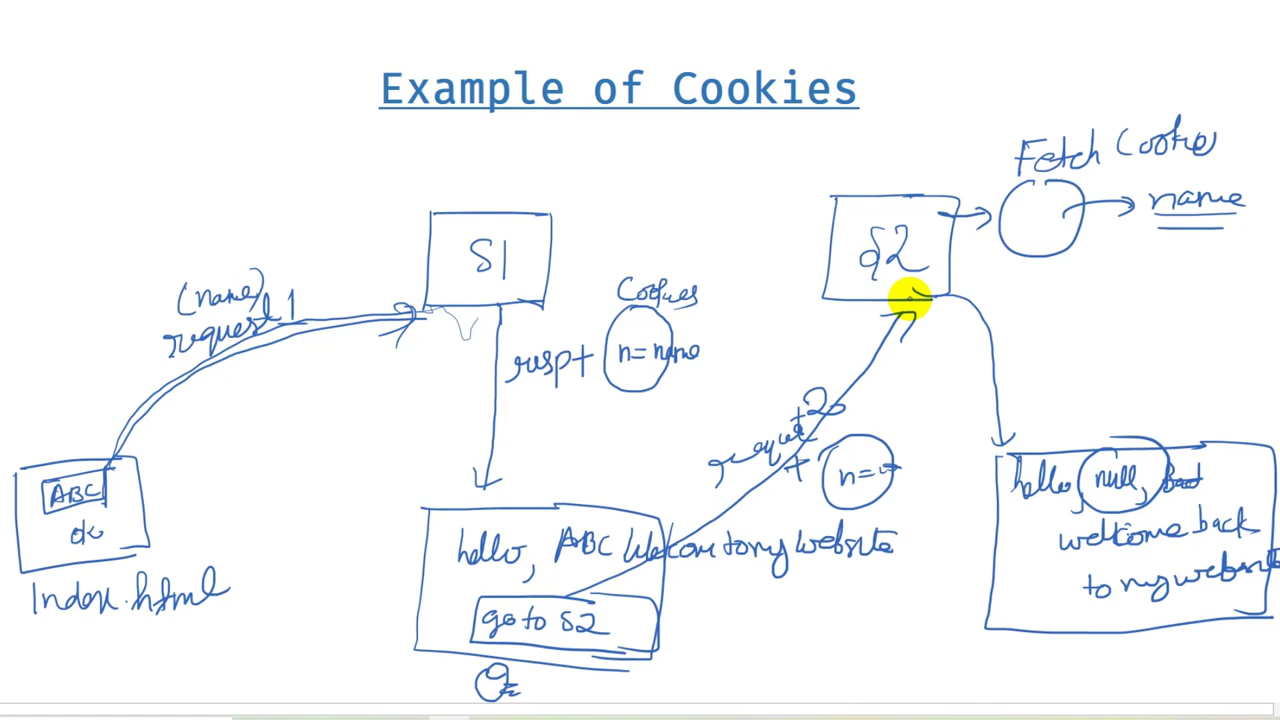 Example of Cookies
Fetch Cookie
name
S1
S2
(name)
request 1
Cookies
resp + n = name
ABC
ok
Index.html
request 2
+ n =
hello, ABC Welcome to my website
go to S2
hello, null,
welcome back
to my website